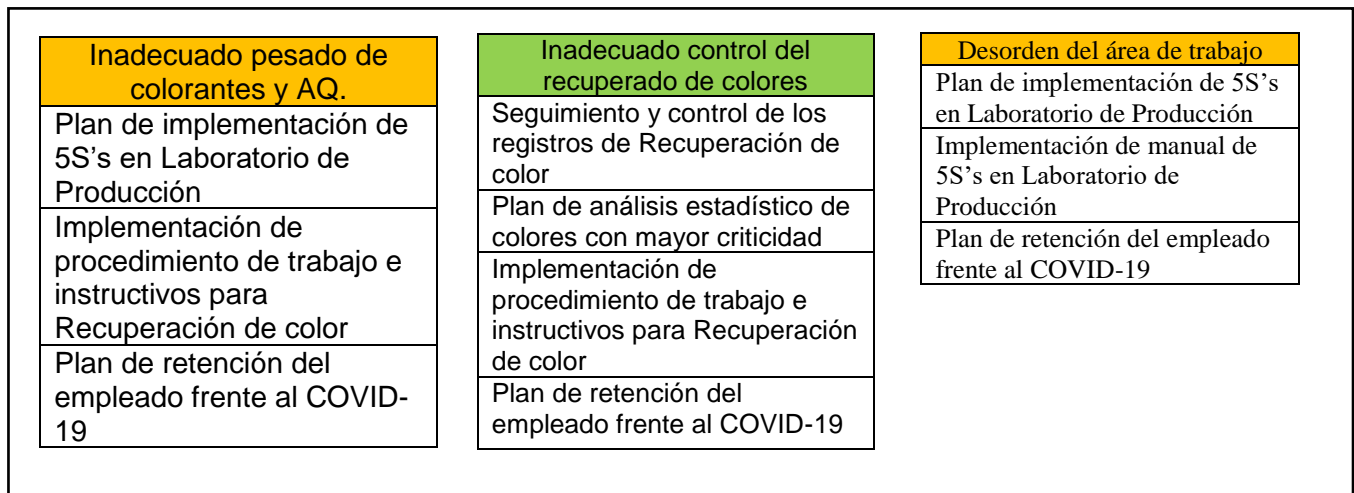 Inadecuado pesado de
colorantes y AQ.
Plan de implementación de
5S's en Laboratorio de
Producción
Implementación de
procedimiento de trabajo e
instructivos para
Recuperación de color
Plan de retención del
empleado frente al COVID-
19
Inadecuado control del
recuperado de colores
Seguimiento y control de los
registros de Recuperación de
color
Plan de análisis estadístico de
colores con mayor criticidad
Implementación de
procedimiento de trabajo e
instructivos para Recuperación
de color
Plan de retención del
empleado frente al COVID-19
Desorden del área de trabajo
Plan de implementación de 5S's
en Laboratorio de Producción
Implementación de manual de
5S's en Laboratorio de
Producción
Plan de retención del empleado
frente al COVID-19